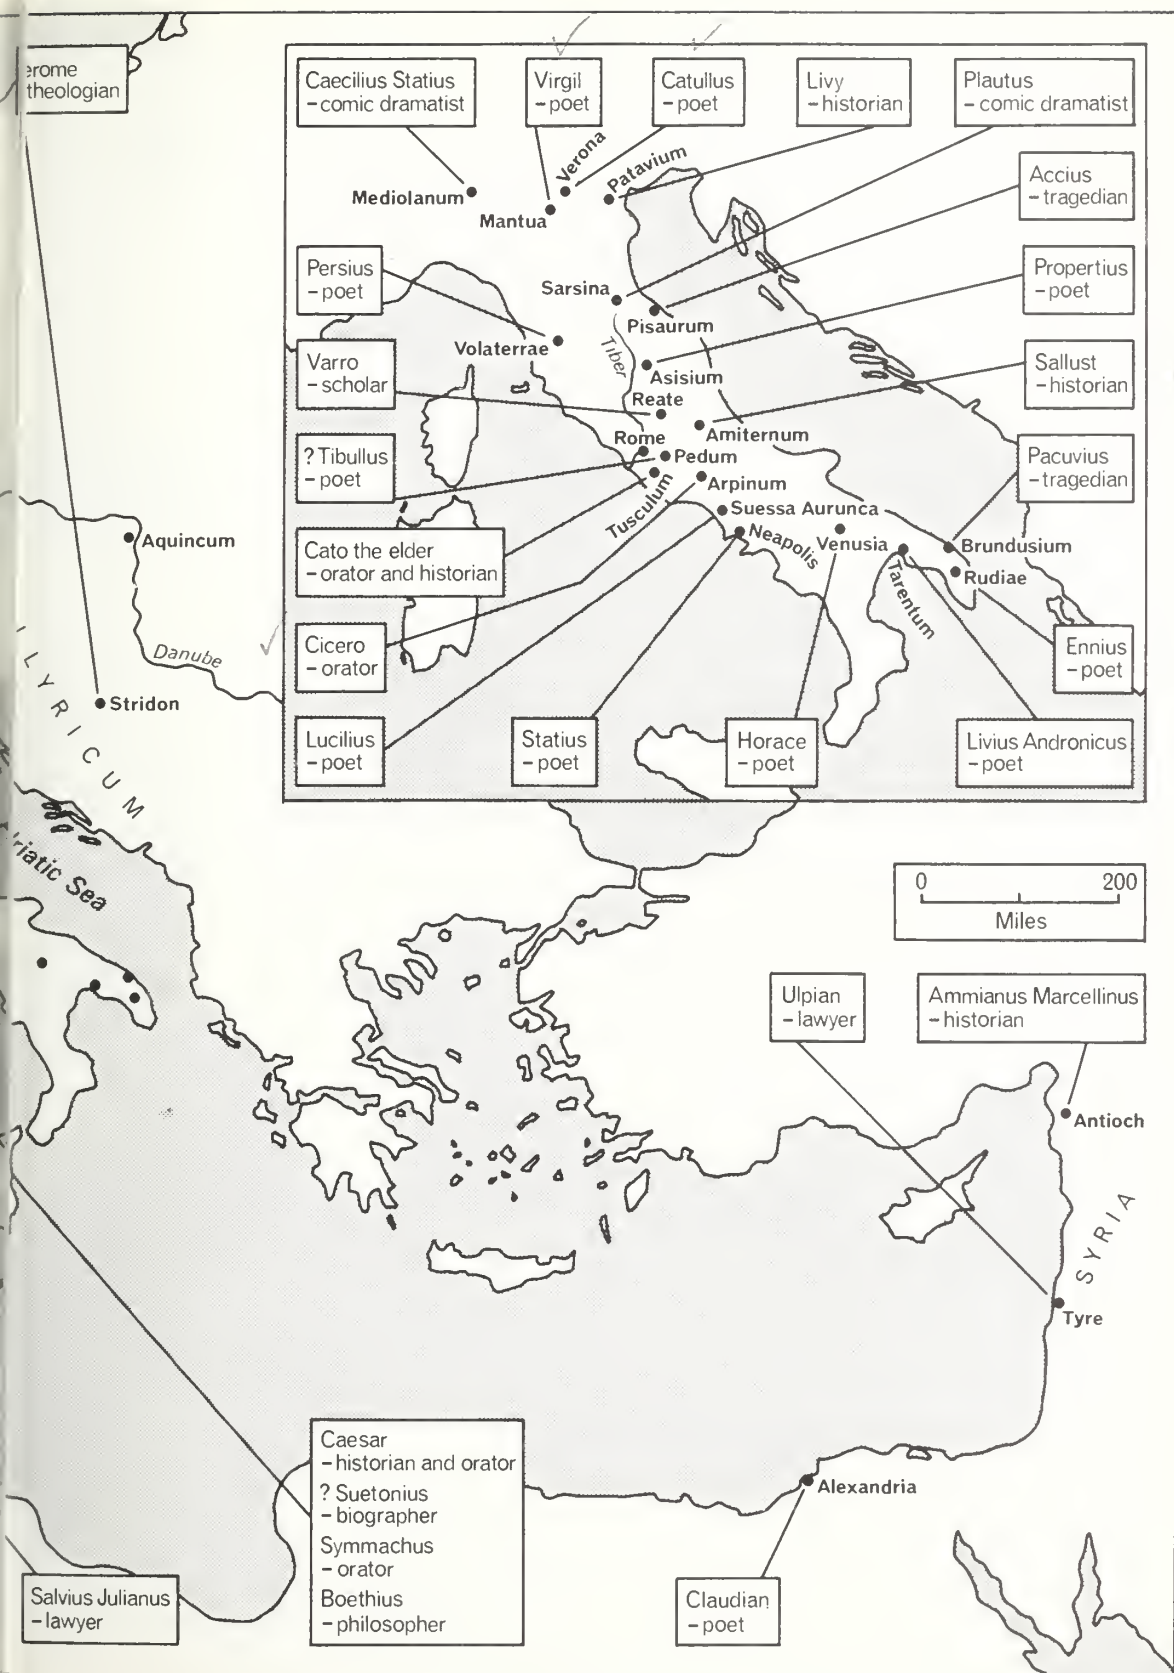 erome
theologian
Caecilius Statius
– comic dramatist
Virgil
– poet
Catullus
– poet
Livy
– historian
Plautus
– comic dramatist
Accius
– tragedian
Verona
Patavium
Mediolanum
Mantua
Persius
– poet
Propertius
– poet
Sarsina
Pisaurum
Volaterrae
Tiber
Varro
– scholar
Sallust
– historian
Asisium
Reate
Amiternum
Rome
Pedum
? Tibullus
– poet
Pacuvius
– tragedian
Arpinum
Tusculum
Suessa Aurunca
Neapolis
Venusia
Brundusium
Rudiae
Tarentum
Cato the elder
– orator and historian
Cicero
– orator
Ennius
– poet
Lucilius
– poet
Statius
– poet
Horace
– poet
Livius Andronicus
– poet
Aquincum
Danube
Stridon
ILYRICUM
riatic Sea
0 200
Miles
Ulpian
– lawyer
Ammianus Marcellinus
– historian
Antioch
SYRIA
Tyre
Caesar
– historian and orator
? Suetonius
– biographer
Symmachus
– orator
Boethius
– philosopher
Alexandria
Salvius Julianus
– lawyer
Claudian
– poet